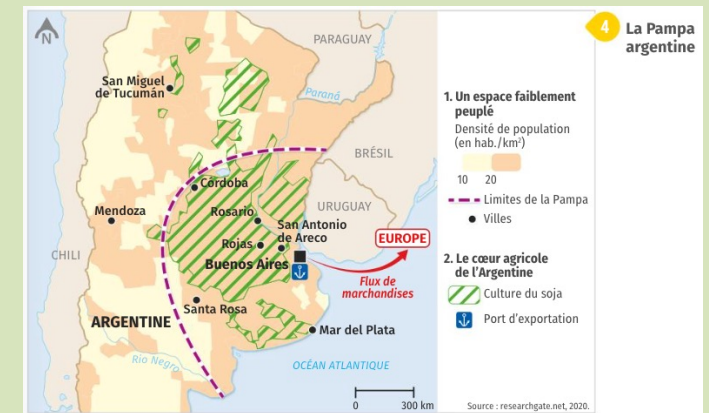 4
La Pampa
argentine
N
PARAGUAY
San Miguel
de Tucumán
Paraná
BRÉSIL
Córdoba
Mendoza
Rosario
URUGUAY
San Antonio
de Areco
Rojas
EUROPE
CHILI
Buenos Aires
Flux de
marchandises
Santa Rosa
ARGENTINE
Mar del Plata
Rio Negro
OCÉAN ATLANTIQUE
0 300 km
1. Un espace faiblement
peuplé
Densité de population
(en hab./km²)
10 20
Limites de la Pampa
Villes
2. Le cœur agricole
de l'Argentine
Culture du soja
Port d'exportation
Source : researchgate.net, 2020.